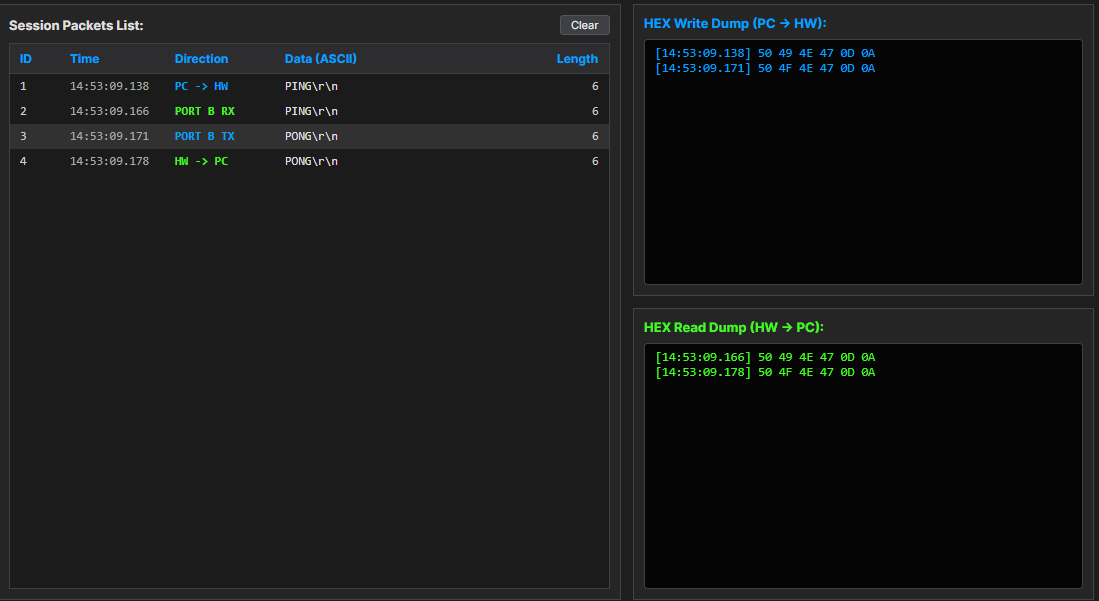 Session Packets List:
Clear
ID Time Direction Data (ASCII) Length
1 14:53:09.138 PC -> HW PING\r\n 6
2 14:53:09.166 PORT B RX PING\r\n 6
3 14:53:09.171 PORT B TX PONG\r\n 6
4 14:53:09.178 HW -> PC PONG\r\n 6
HEX Write Dump (PC → HW):
[14:53:09.138] 50 49 4E 47 0D 0A
[14:53:09.171] 50 4F 4E 47 0D 0A
HEX Read Dump (HW → PC):
[14:53:09.166] 50 49 4E 47 0D 0A
[14:53:09.178] 50 4F 4E 47 0D 0A